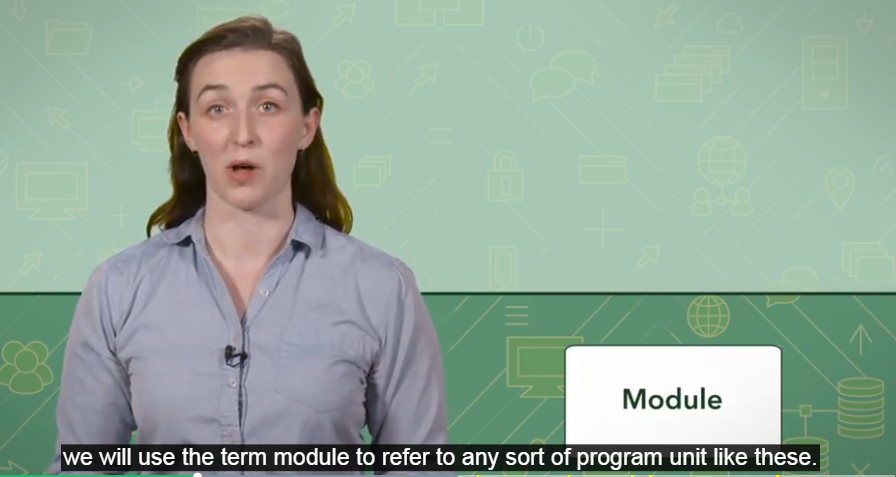 Module
we will use the term module to refer to any sort of program unit like these.